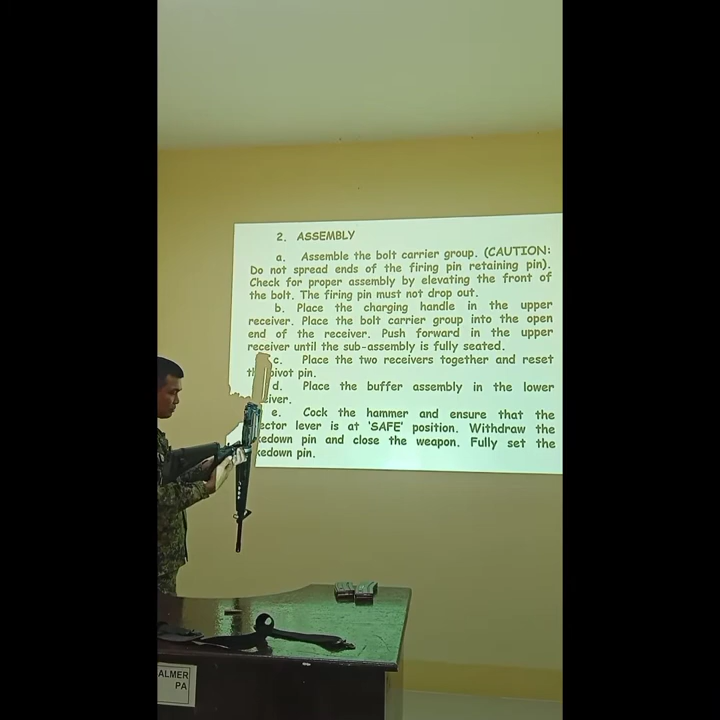 2. ASSEMBLY
a. Assemble the bolt carrier group. (CAUTION:
Do not spread ends of the firing pin retaining pin).
Check for proper assembly by elevating the front of
the bolt. The firing pin must not drop out.
b. Place the charging handle in the upper
receiver. Place the bolt carrier group into the open
end of the receiver. Push forward in the upper
receiver until the sub-assembly is fully seated.
c. Place the two receivers together and reset
pivot pin.
d. Place the buffer assembly in the lower
e. Cock the hammer and ensure that the
lever is at 'SAFE' position. Withdraw the
pin and close the weapon. Fully set the
pin.
ALMER
PA